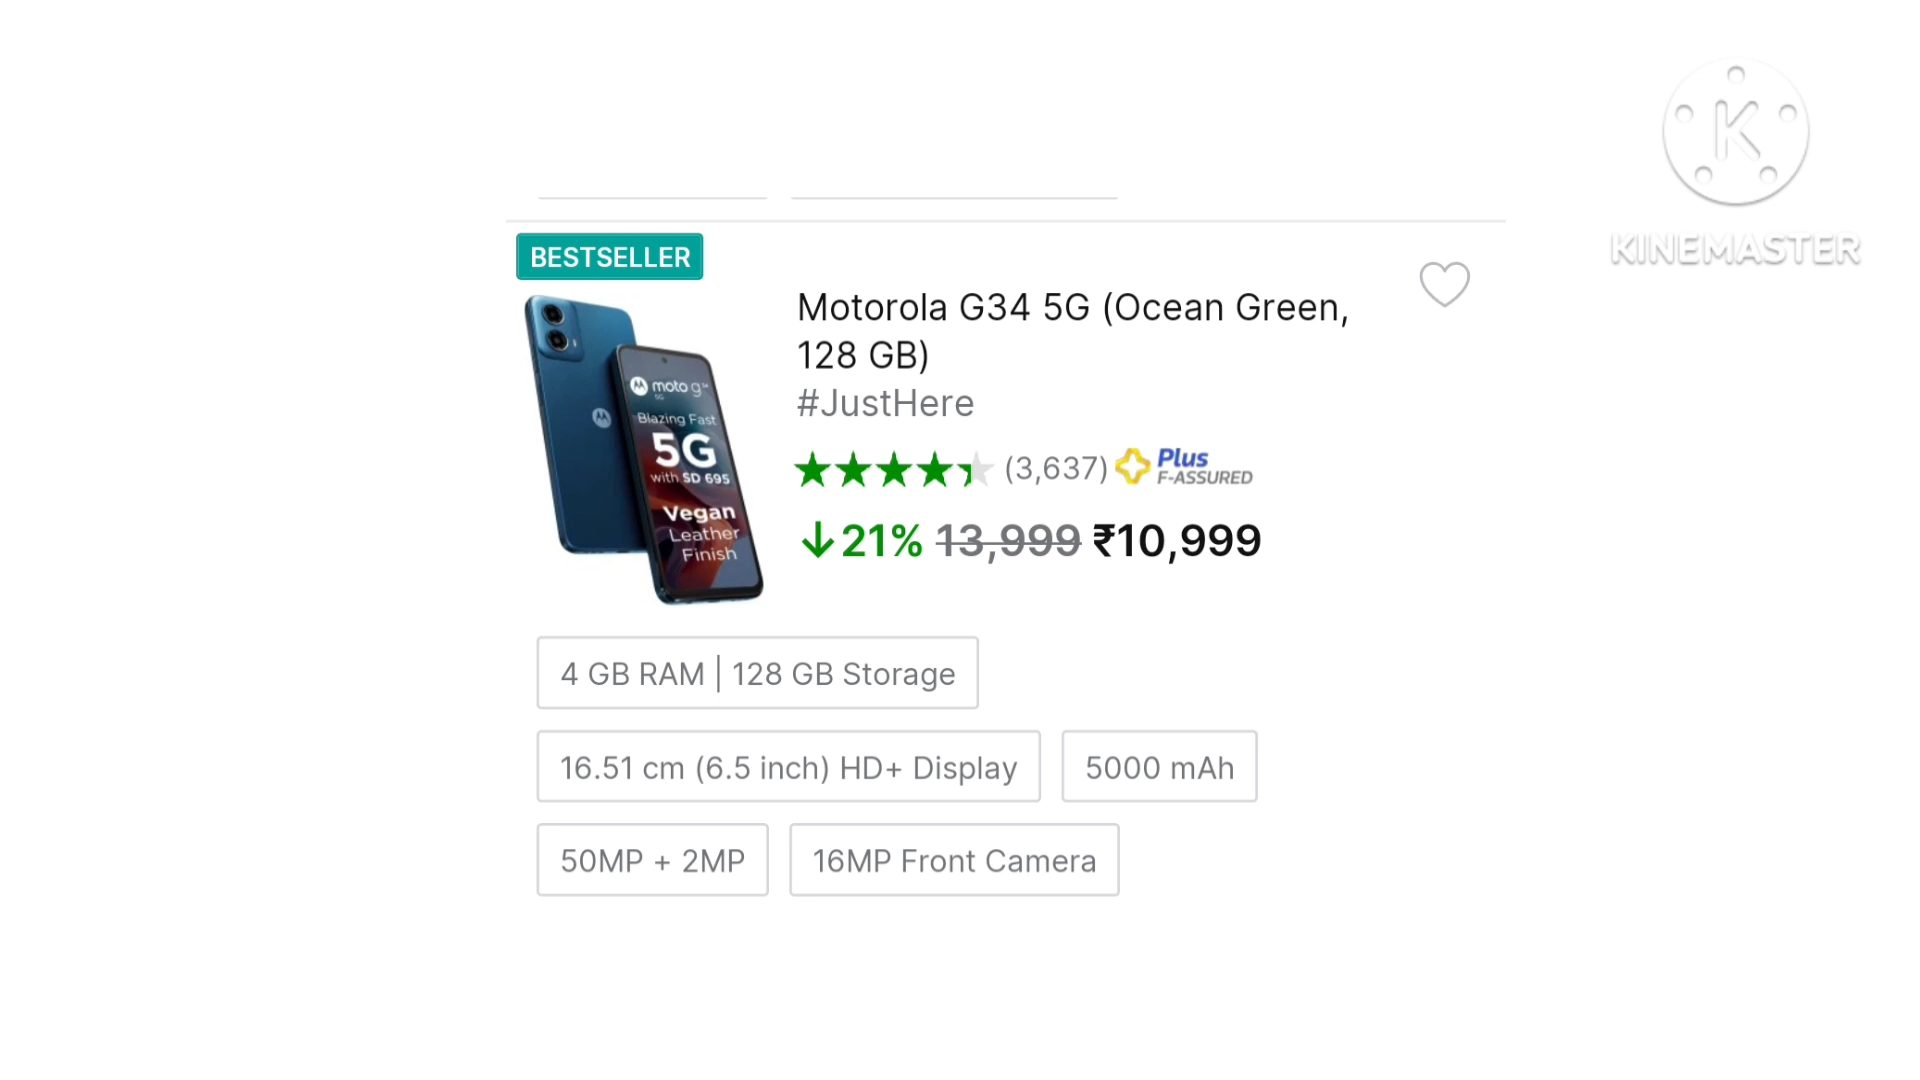 KINEMASTER
BESTSELLER
Motorola G34 5G (Ocean Green,
128 GB)
#JustHere
(3,637) Plus
F-ASSURED
↓21% 13,999 ₹10,999
moto g34
5G
Blazing Fast
5G
with SD 695
Vegan
Leather
Finish
4 GB RAM | 128 GB Storage
16.51 cm (6.5 inch) HD+ Display
5000 mAh
50MP + 2MP
16MP Front Camera